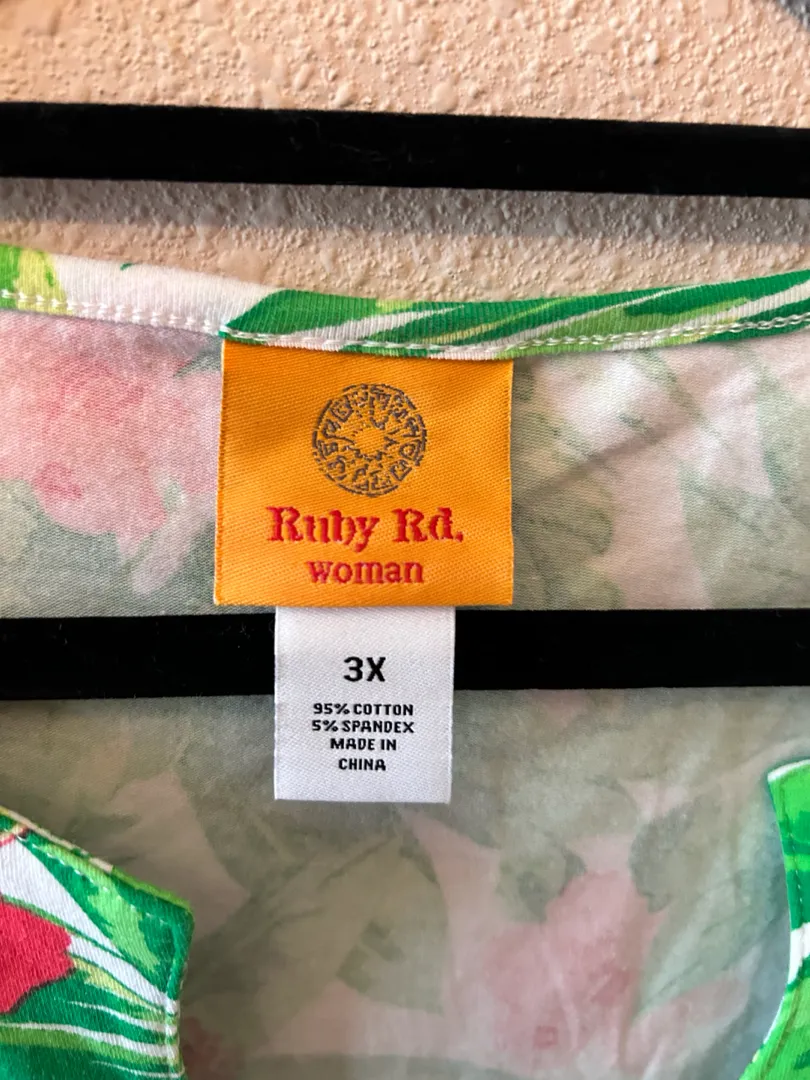 Ruby Rd.
woman
3X
95% COTTON
5% SPANDEX
MADE IN
CHINA